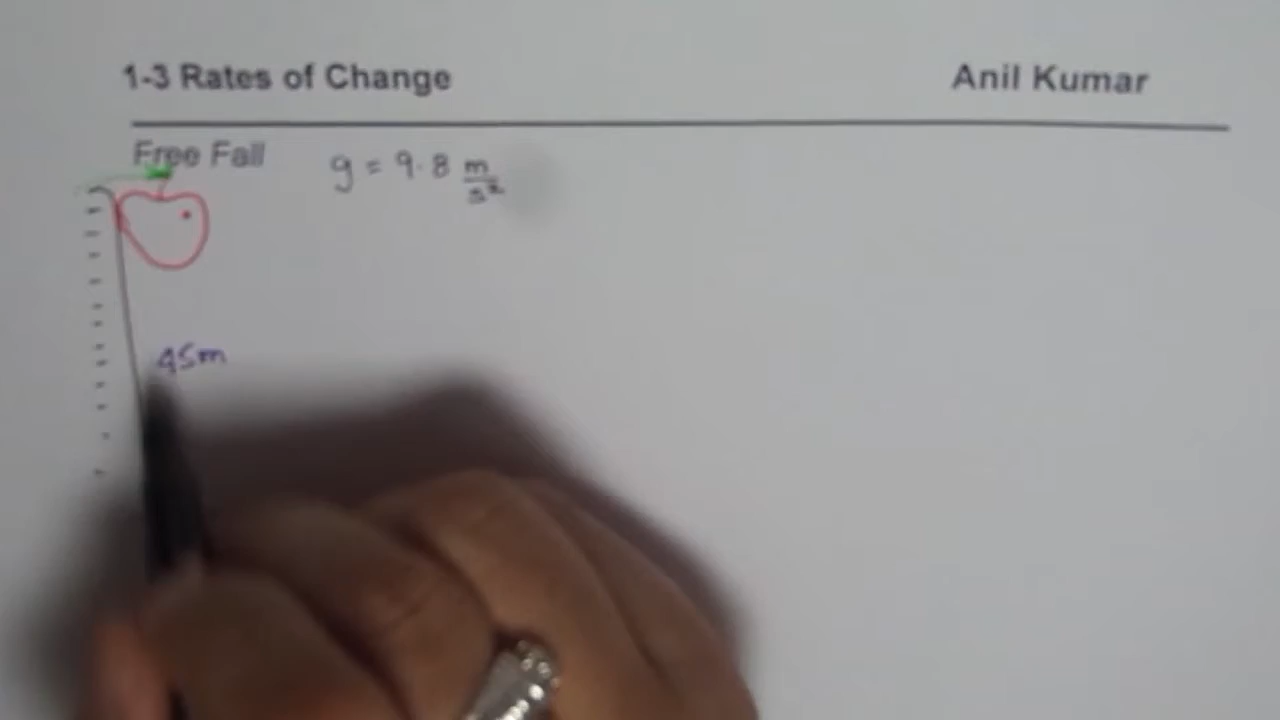 1-3 Rates of Change Anil Kumar
Free Fall g = 9.8 m/s²
45m